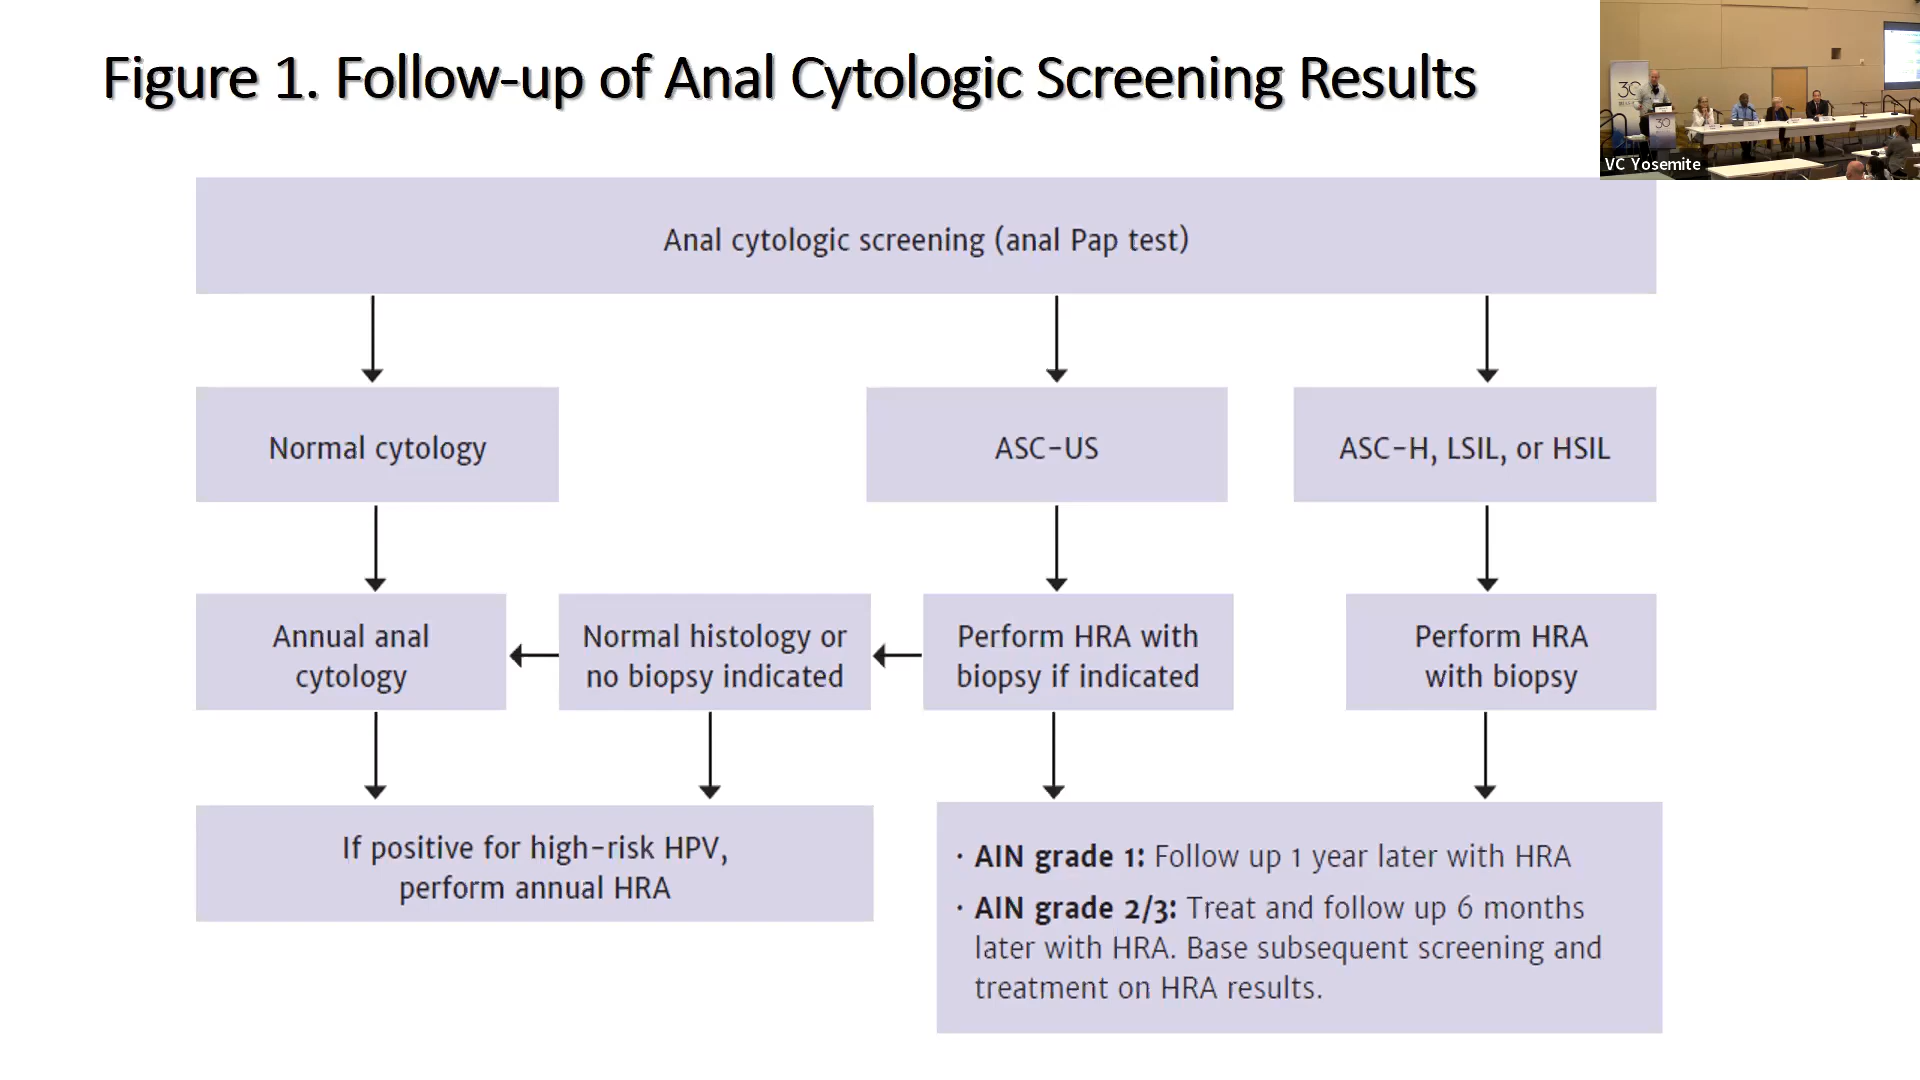 Figure 1. Follow-up of Anal Cytologic Screening Results
30
30
VC Yosemite
Anal cytologic screening (anal Pap test)
Normal cytology
ASC-US
ASC-H, LSIL, or HSIL
Annual anal
cytology
Normal histology or
no biopsy indicated
Perform HRA with
biopsy if indicated
Perform HRA
with biopsy
If positive for high-risk HPV,
perform annual HRA
· AIN grade 1: Follow up 1 year later with HRA
· AIN grade 2/3: Treat and follow up 6 months
later with HRA. Base subsequent screening and
treatment on HRA results.